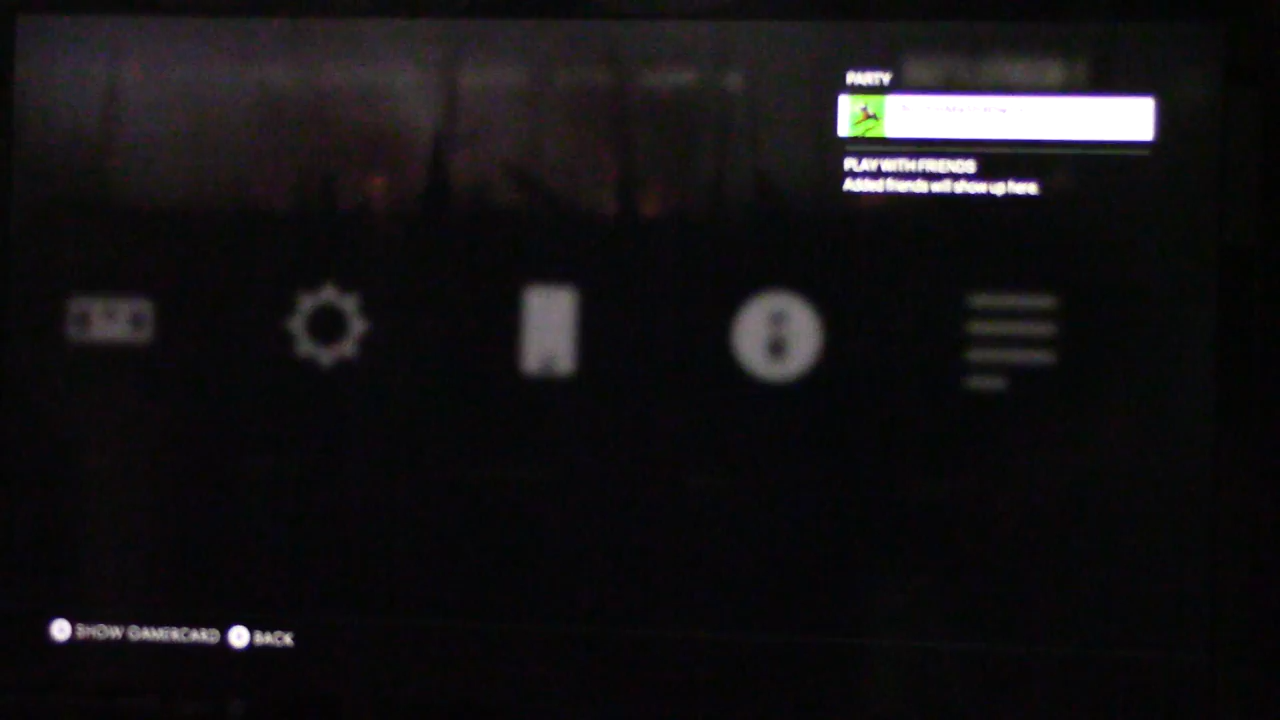 PARTY
PLAY WITH FRIENDS
Added friends will show up here.
SHOW GAMERCARD BACK